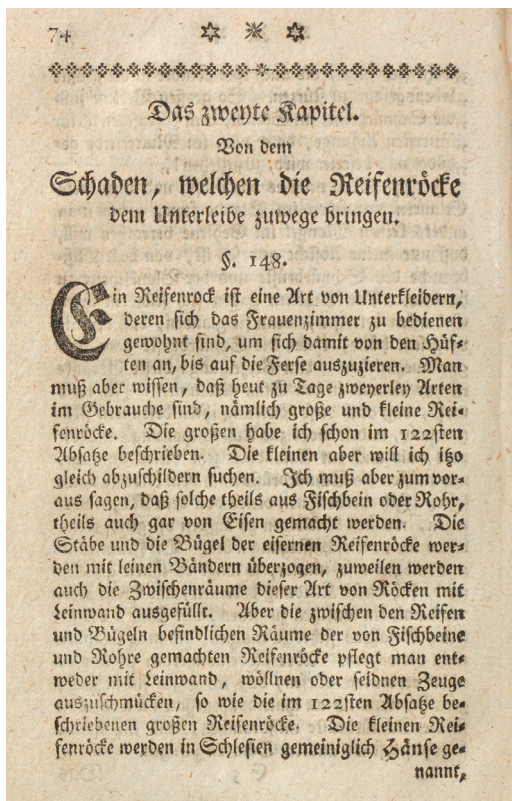 74
Das zweyte Kapitel.
Von dem
Schaden, welchen die Reifenröcke
dem Unterleibe zuwege bringen.
§. 148.
Ein Reifenrock ist eine Art von Unterkleidern,
deren sich das Frauenzimmer zu bedienen
gewohnt sind, um sich damit von den Hüf-
ten an, bis auf die Ferse auszuzieren. Man
muß aber wissen, daß heut zu Tage zweyerley Arten
im Gebrauche sind, nämlich große und kleine Rei-
fenröcke. Die großen habe ich schon im 122sten
Absatze beschrieben. Die kleinen aber will ich itzo
gleich abzuschildern suchen. Ich muß aber zum vor-
aus sagen, daß solche theils aus Fischbein oder Rohr,
theils auch gar von Eisen gemacht werden. Die
Stäbe und die Bügel der eisernen Reifenröcke wer-
den mit leinen Bändern überzogen, zuweilen werden
auch die Zwischenräume dieser Art von Röcken mit
Leinwand ausgefüllt. Aber die zwischen den Reifen
und Bügeln befindlichen Räume der von Fischbeine
und Rohre gemachten Reifenröcke pflegt man ent-
weder mit Leinwand, wöllnen oder seidnen Zeuge
auszuschmücken, so wie die im 122sten Absatze be-
schriebenen großen Reifenröcke. Die kleinen Rei-
fenröcke werden in Schlesien gemeiniglich Hänse ge-
nannt,